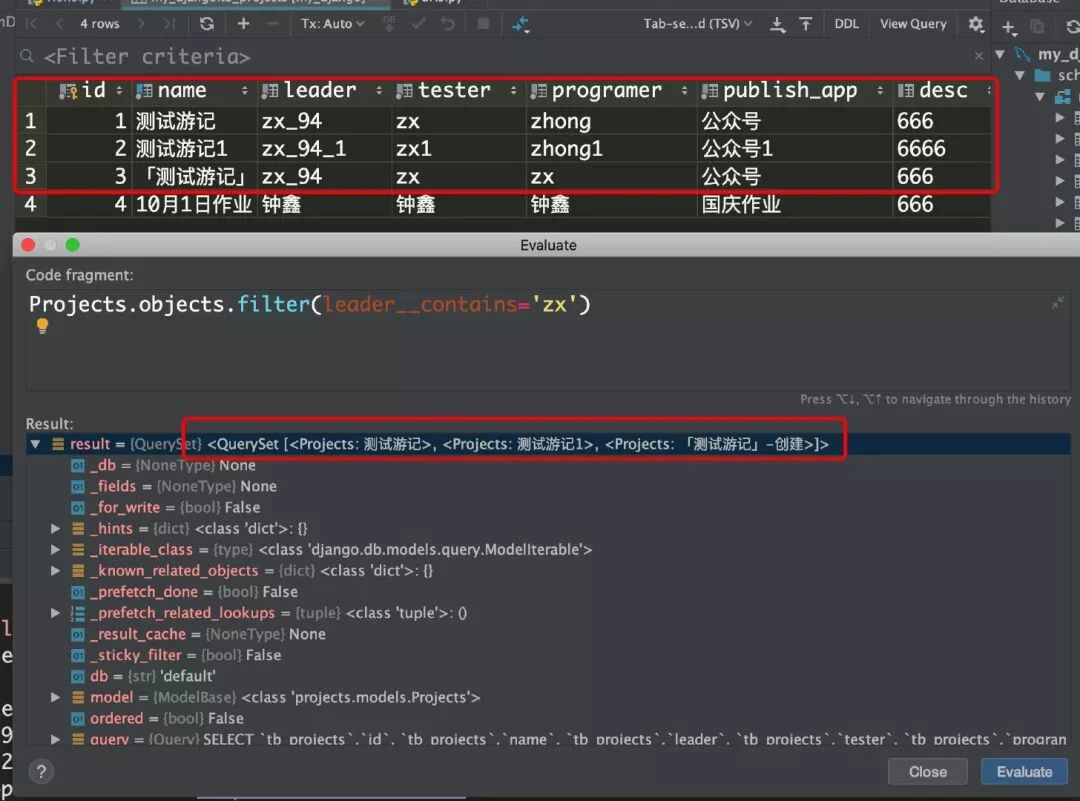 4 rows Tx: Auto DB Tab-se...d (TSV) DDL View Query
<Filter criteria> my_d
id name leader tester programer publish_app desc
1 1 测试游记 zx_94 zx zhong 公众号 666
2 2 测试游记1 zx_94_1 zx1 zhong1 公众号1 6666
3 3 「测试游记」 zx_94 zx zx 公众号 666
4 4 10月1日作业 钟鑫 钟鑫 钟鑫 国庆作业 666
Evaluate
Code fragment:
Projects.objects.filter(leader__contains='zx')
Press ⌥↓, ⌥↑ to navigate through the history
Result:
result = {QuerySet} <QuerySet [<Projects: 测试游记>, <Projects: 测试游记1>, <Projects: 「测试游记」-创建>]>
_db = {NoneType} None
_fields = {NoneType} None
_for_write = {bool} False
_hints = {dict} <class 'dict'>: {}
_iterable_class = {type} <class 'django.db.models.query.ModelIterable'>
_known_related_objects = {dict} <class 'dict'>: {}
_prefetch_done = {bool} False
_prefetch_related_lookups = {tuple} <class 'tuple'>: ()
_result_cache = {NoneType} None
_sticky_filter = {bool} False
db = {str} 'default'
model = {ModelBase} <class 'projects.models.Projects'>
ordered = {bool} False
query = {Query} SELECT `tb_projects`.`id`, `tb_projects`.`name`, `tb_projects`.`leader`, `tb_projects`.`tester`, `tb_projects`.`program
? Close Evaluate